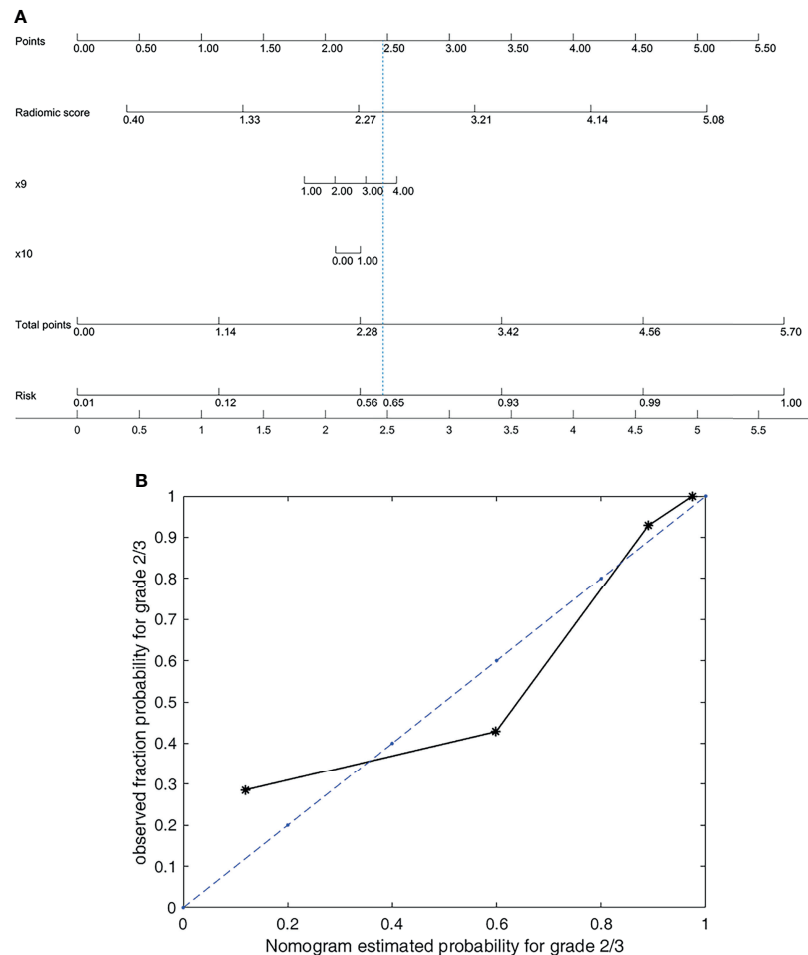 A
Points 0.00 0.50 1.00 1.50 2.00 2.50 3.00 3.50 4.00 4.50 5.00 5.50
Radiomic score 0.40 1.33 2.27 3.21 4.14 5.08
x9 1.00 2.00 3.00 4.00
x10 0.00 1.00
Total points 0.00 1.14 2.28 3.42 4.56 5.70
Risk 0.01 0.12 0.56 0.65 0.93 0.99 1.00
0 0.5 1 1.5 2 2.5 3 3.5 4 4.5 5 5.5
B
observed fraction probability for grade 2/3
1
0.9
0.8
0.7
0.6
0.5
0.4
0.3
0.2
0.1
0
0 0.2 0.4 0.6 0.8 1
Nomogram estimated probability for grade 2/3